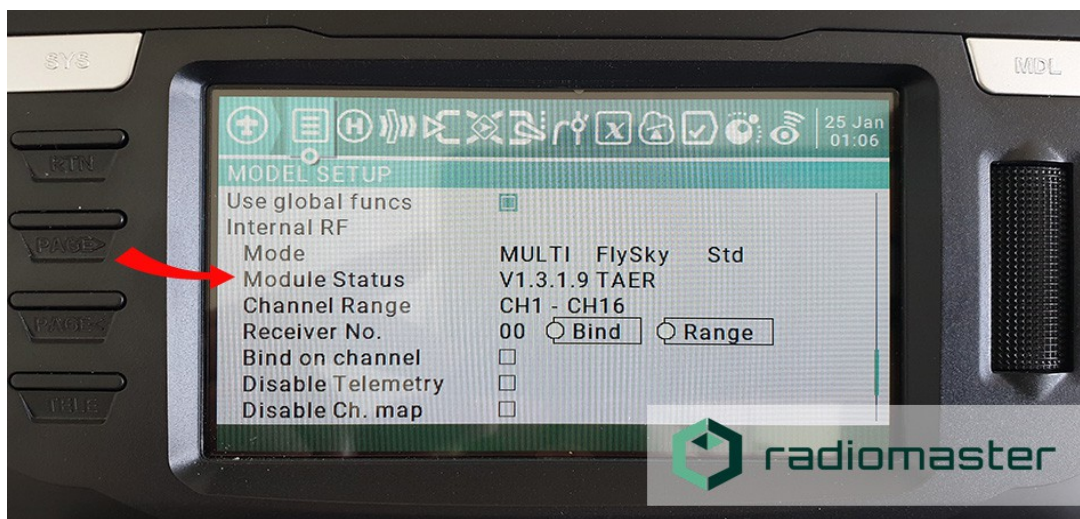 SYS
MDL
RTN
PAGE>
PAGE<
TELE
25 Jan
01:06
MODEL SETUP
Use global funcs
Internal RF
Mode MULTI FlySky Std
Module Status V1.3.1.9 TAER
Channel Range CH1 - CH16
Receiver No. 00 Bind Range
Bind on channel
Disable Telemetry
Disable Ch. map
radiomaster